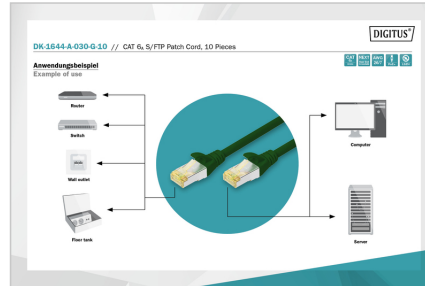 DIGITUS®
DK-1644-A-030-G-10 // CAT 6A S/FTP Patch Cord, 10 Pieces
Anwendungsbeispiel
Example of use
CAT
Router
Switch
Wall outlet
Floor tank
Computer
Server